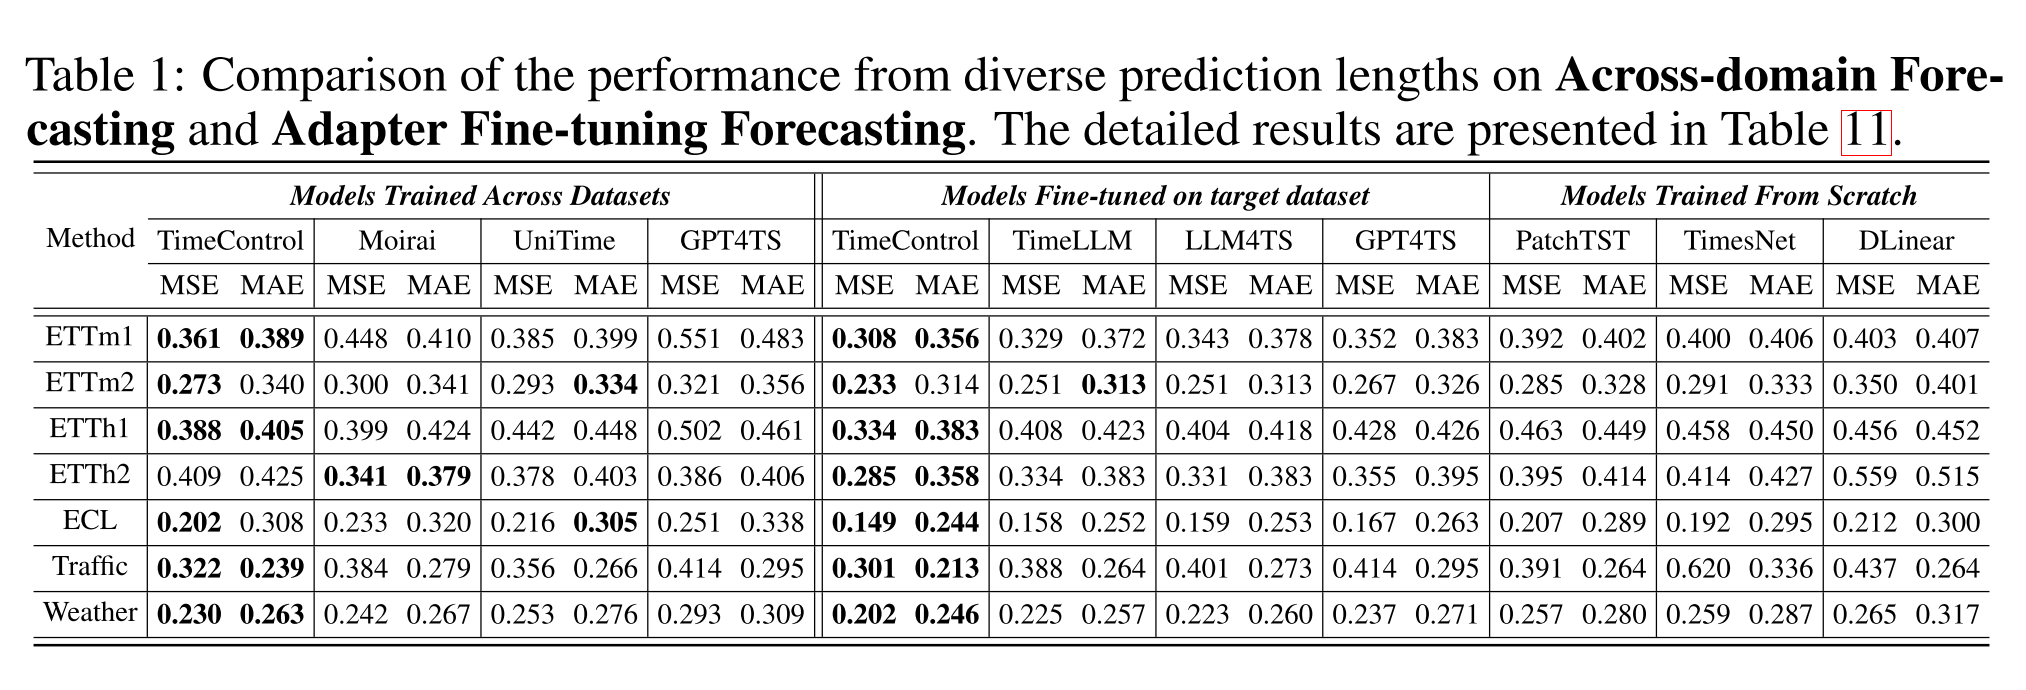 Table 1: Comparison of the performance from diverse prediction lengths on Across-domain Fore-
casting and Adapter Fine-tuning Forecasting. The detailed results are presented in Table 11.
Models Trained Across Datasets Models Fine-tuned on target dataset Models Trained From Scratch
Method TimeControl Moirai UniTime GPT4TS TimeControl TimeLLM LLM4TS GPT4TS PatchTST TimesNet DLinear
MSE MAE MSE MAE MSE MAE MSE MAE MSE MAE MSE MAE MSE MAE MSE MAE MSE MAE MSE MAE MSE MAE
ETTm1 0.361 0.389 0.448 0.410 0.385 0.399 0.551 0.483 0.308 0.356 0.329 0.372 0.343 0.378 0.352 0.383 0.392 0.402 0.400 0.406 0.403 0.407
ETTm2 0.273 0.340 0.300 0.341 0.293 0.334 0.321 0.356 0.233 0.314 0.251 0.313 0.251 0.313 0.267 0.326 0.285 0.328 0.291 0.333 0.350 0.401
ETTh1 0.388 0.405 0.399 0.424 0.442 0.448 0.502 0.461 0.334 0.383 0.408 0.423 0.404 0.418 0.428 0.426 0.463 0.449 0.458 0.450 0.456 0.452
ETTh2 0.409 0.425 0.341 0.379 0.378 0.403 0.386 0.406 0.285 0.358 0.334 0.383 0.331 0.383 0.355 0.395 0.395 0.414 0.414 0.427 0.559 0.515
ECL 0.202 0.308 0.233 0.320 0.216 0.305 0.251 0.338 0.149 0.244 0.158 0.252 0.159 0.253 0.167 0.263 0.207 0.289 0.192 0.295 0.212 0.300
Traffic 0.322 0.239 0.384 0.279 0.356 0.266 0.414 0.295 0.301 0.213 0.388 0.264 0.401 0.273 0.414 0.295 0.391 0.264 0.620 0.336 0.437 0.264
Weather 0.230 0.263 0.242 0.267 0.253 0.276 0.293 0.309 0.202 0.246 0.225 0.257 0.223 0.260 0.237 0.271 0.257 0.280 0.259 0.287 0.265 0.317